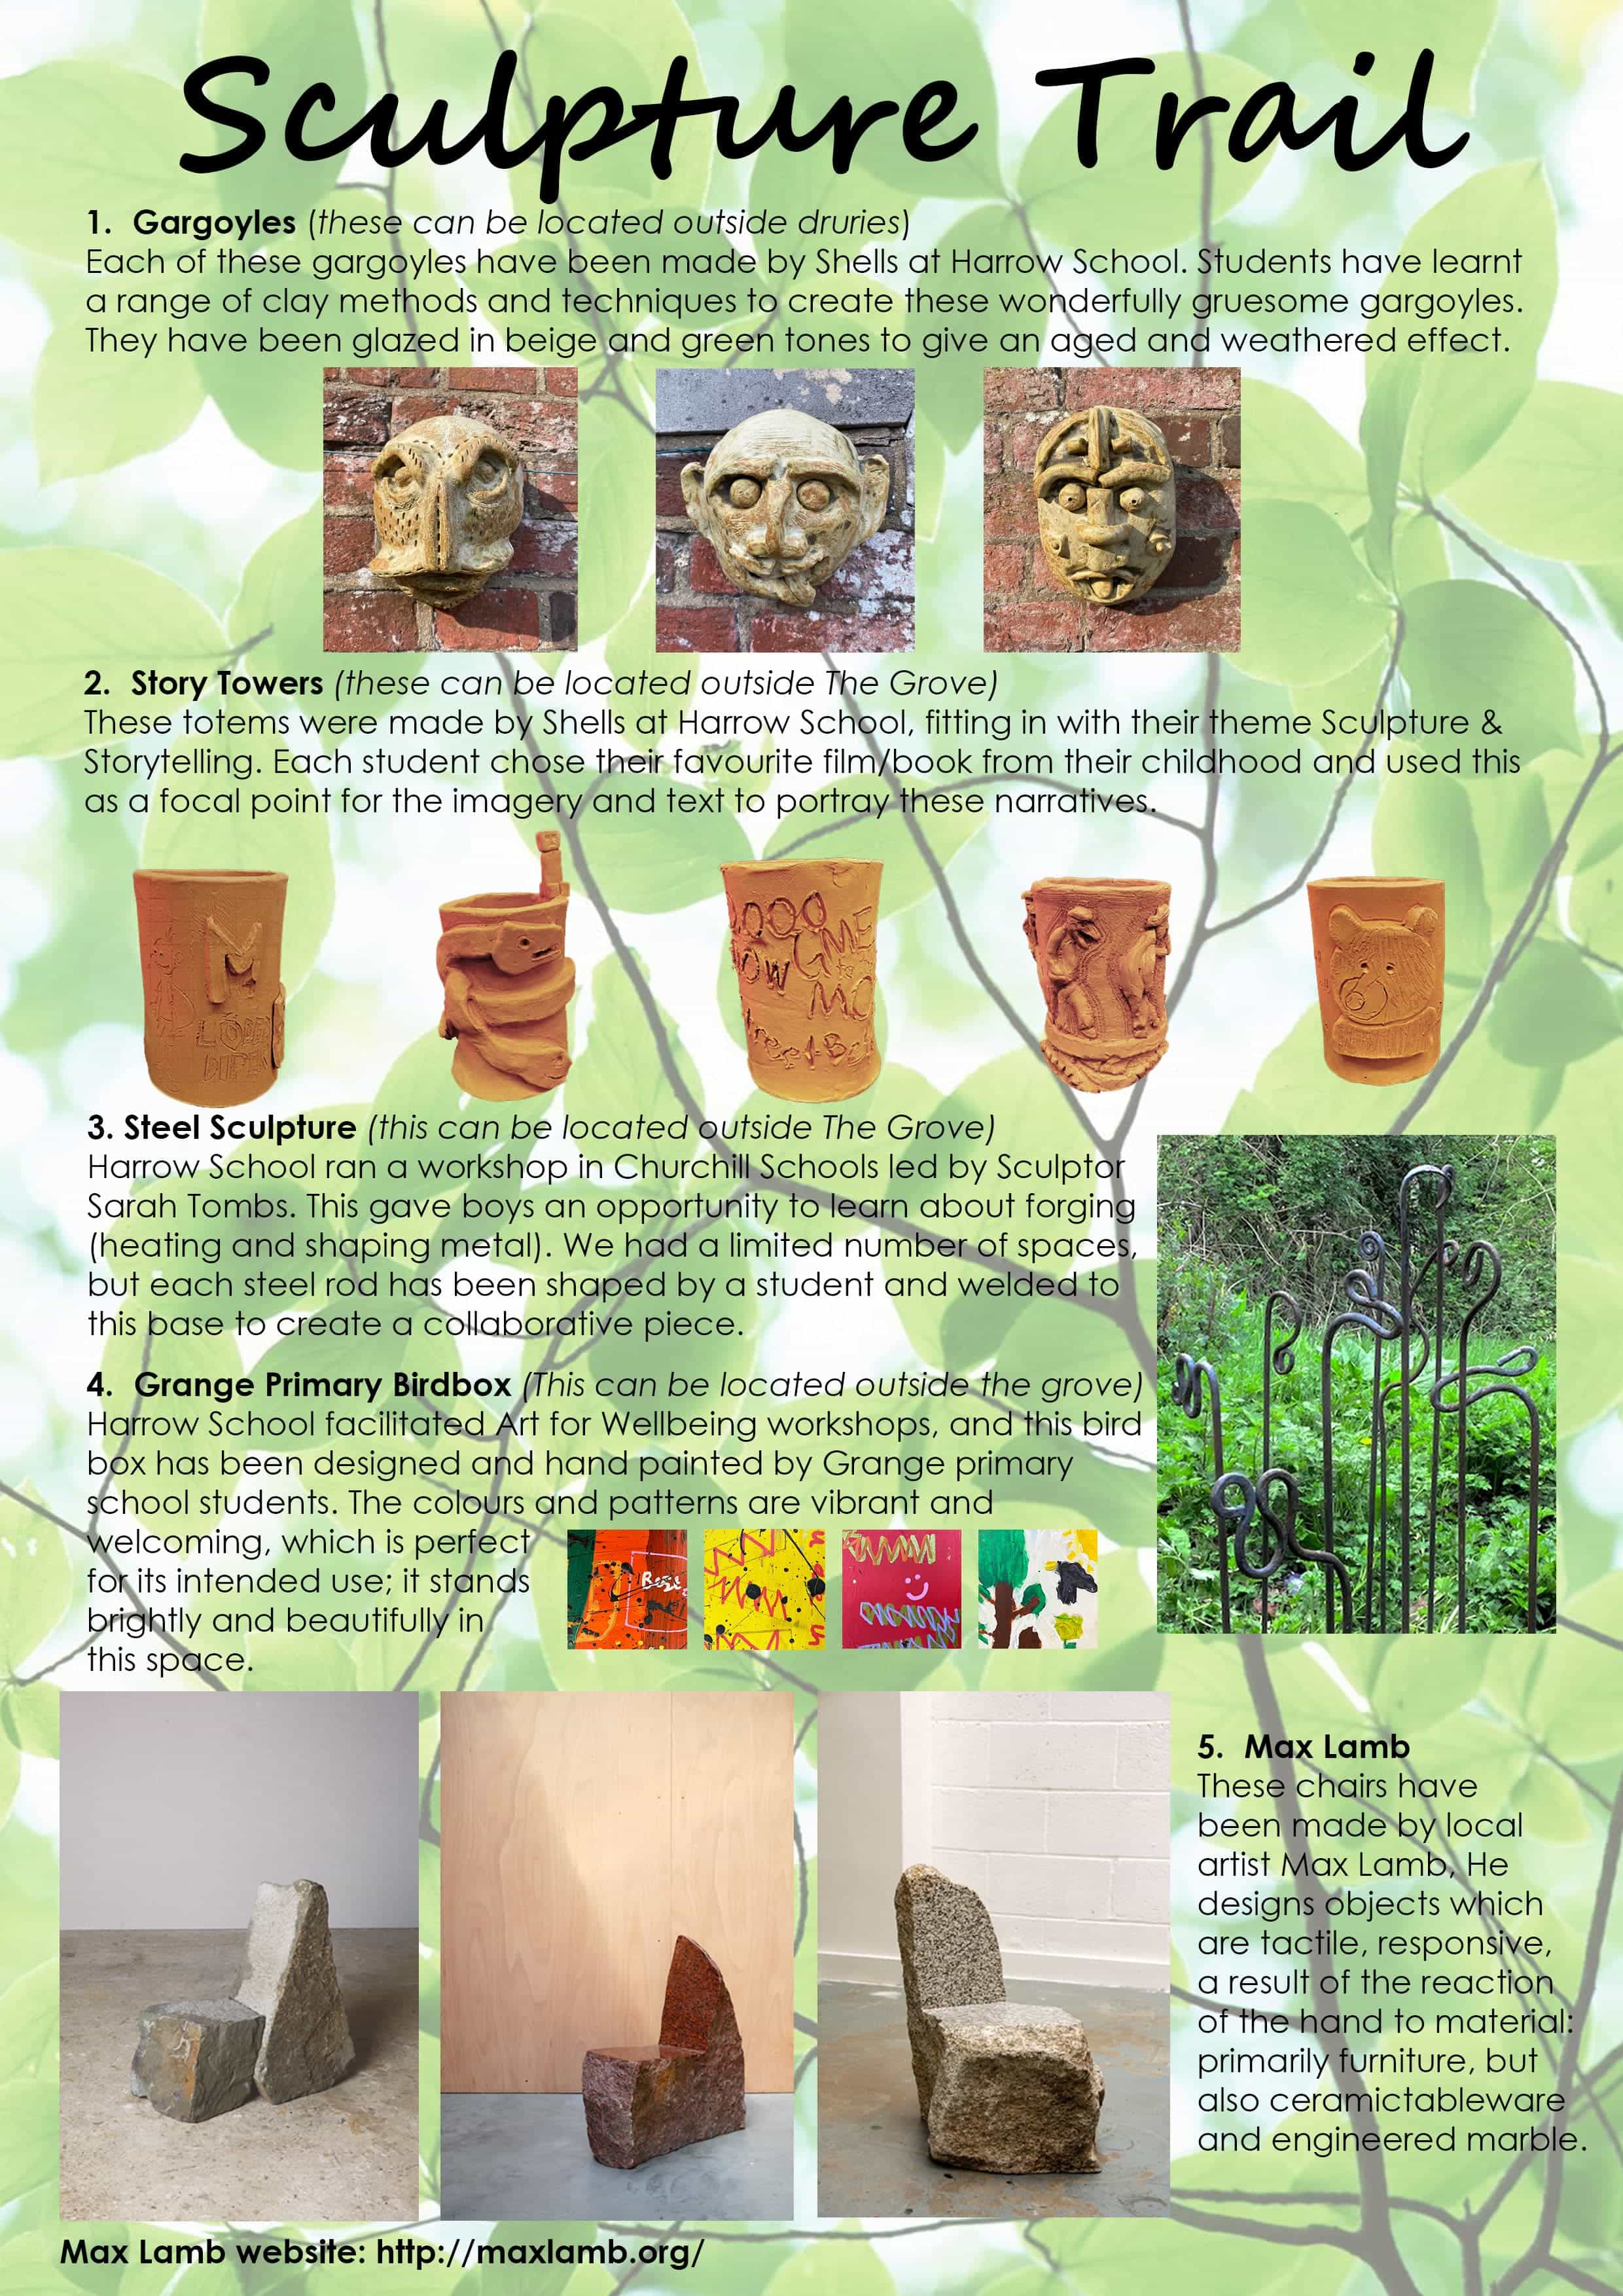 Sculpture Trail
1. Gargoyles (these can be located outside druries)
Each of these gargoyles have been made by Shells at Harrow School. Students have learnt
a range of clay methods and techniques to create these wonderfully gruesome gargoyles.
They have been glazed in beige and green tones to give an aged and weathered effect.
2. Story Towers (these can be located outside The Grove)
These totems were made by Shells at Harrow School, fitting in with their theme Sculpture &
Storytelling. Each student chose their favourite film/book from their childhood and used this
as a focal point for the imagery and text to portray these narratives.
M
ME
MO
3. Steel Sculpture (this can be located outside The Grove)
Harrow School ran a workshop in Churchill Schools led by Sculptor
Sarah Tombs. This gave boys an opportunity to learn about forging
(heating and shaping metal). We had a limited number of spaces,
but each steel rod has been shaped by a student and welded to
this base to create a collaborative piece.
4. Grange Primary Birdbox (This can be located outside the grove)
Harrow School facilitated Art for Wellbeing workshops, and this bird
box has been designed and hand painted by Grange primary
school students. The colours and patterns are vibrant and
welcoming, which is perfect
for its intended use; it stands
brightly and beautifully in
this space.
5. Max Lamb
These chairs have
been made by local
artist Max Lamb, He
designs objects which
are tactile, responsive,
a result of the reaction
of the hand to material:
primarily furniture, but
also ceramictableware
and engineered marble.
Max Lamb website: http://maxlamb.org/